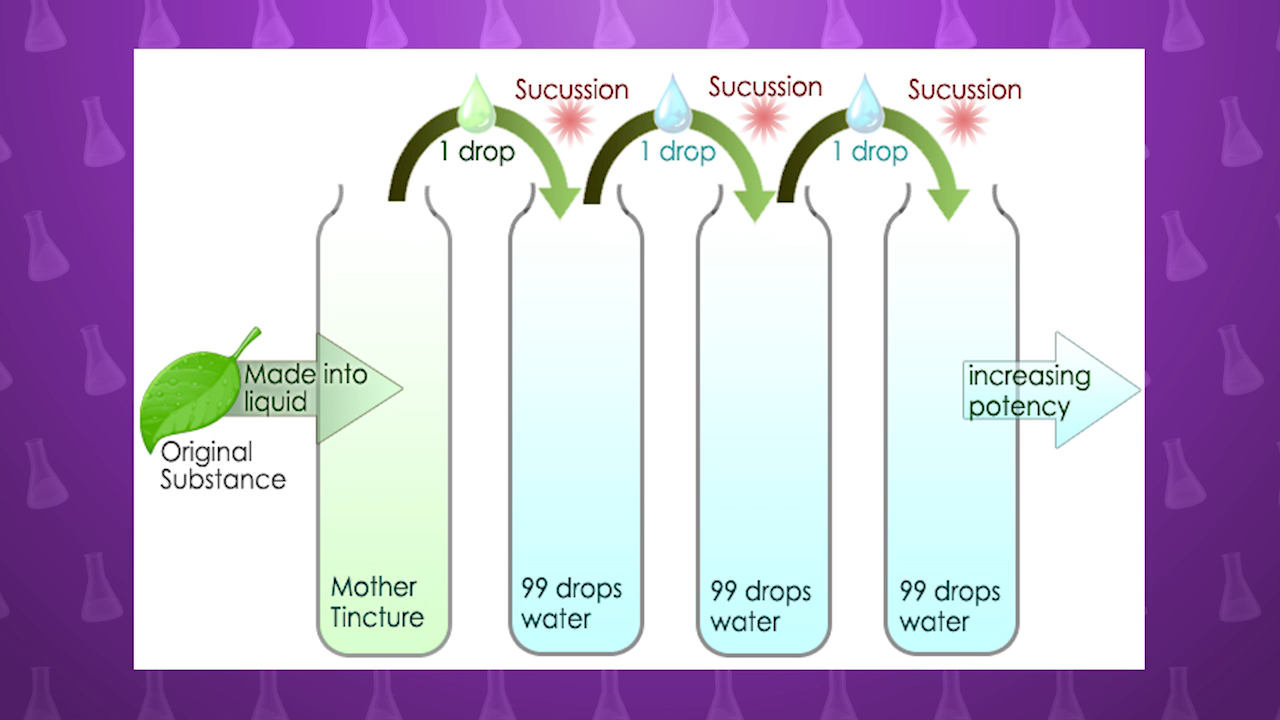 Sucussion
Sucussion
Sucussion
1 drop
1 drop
1 drop
Made into
liquid
Original
Substance
increasing
potency
Mother
Tincture
99 drops
water
99 drops
water
99 drops
water